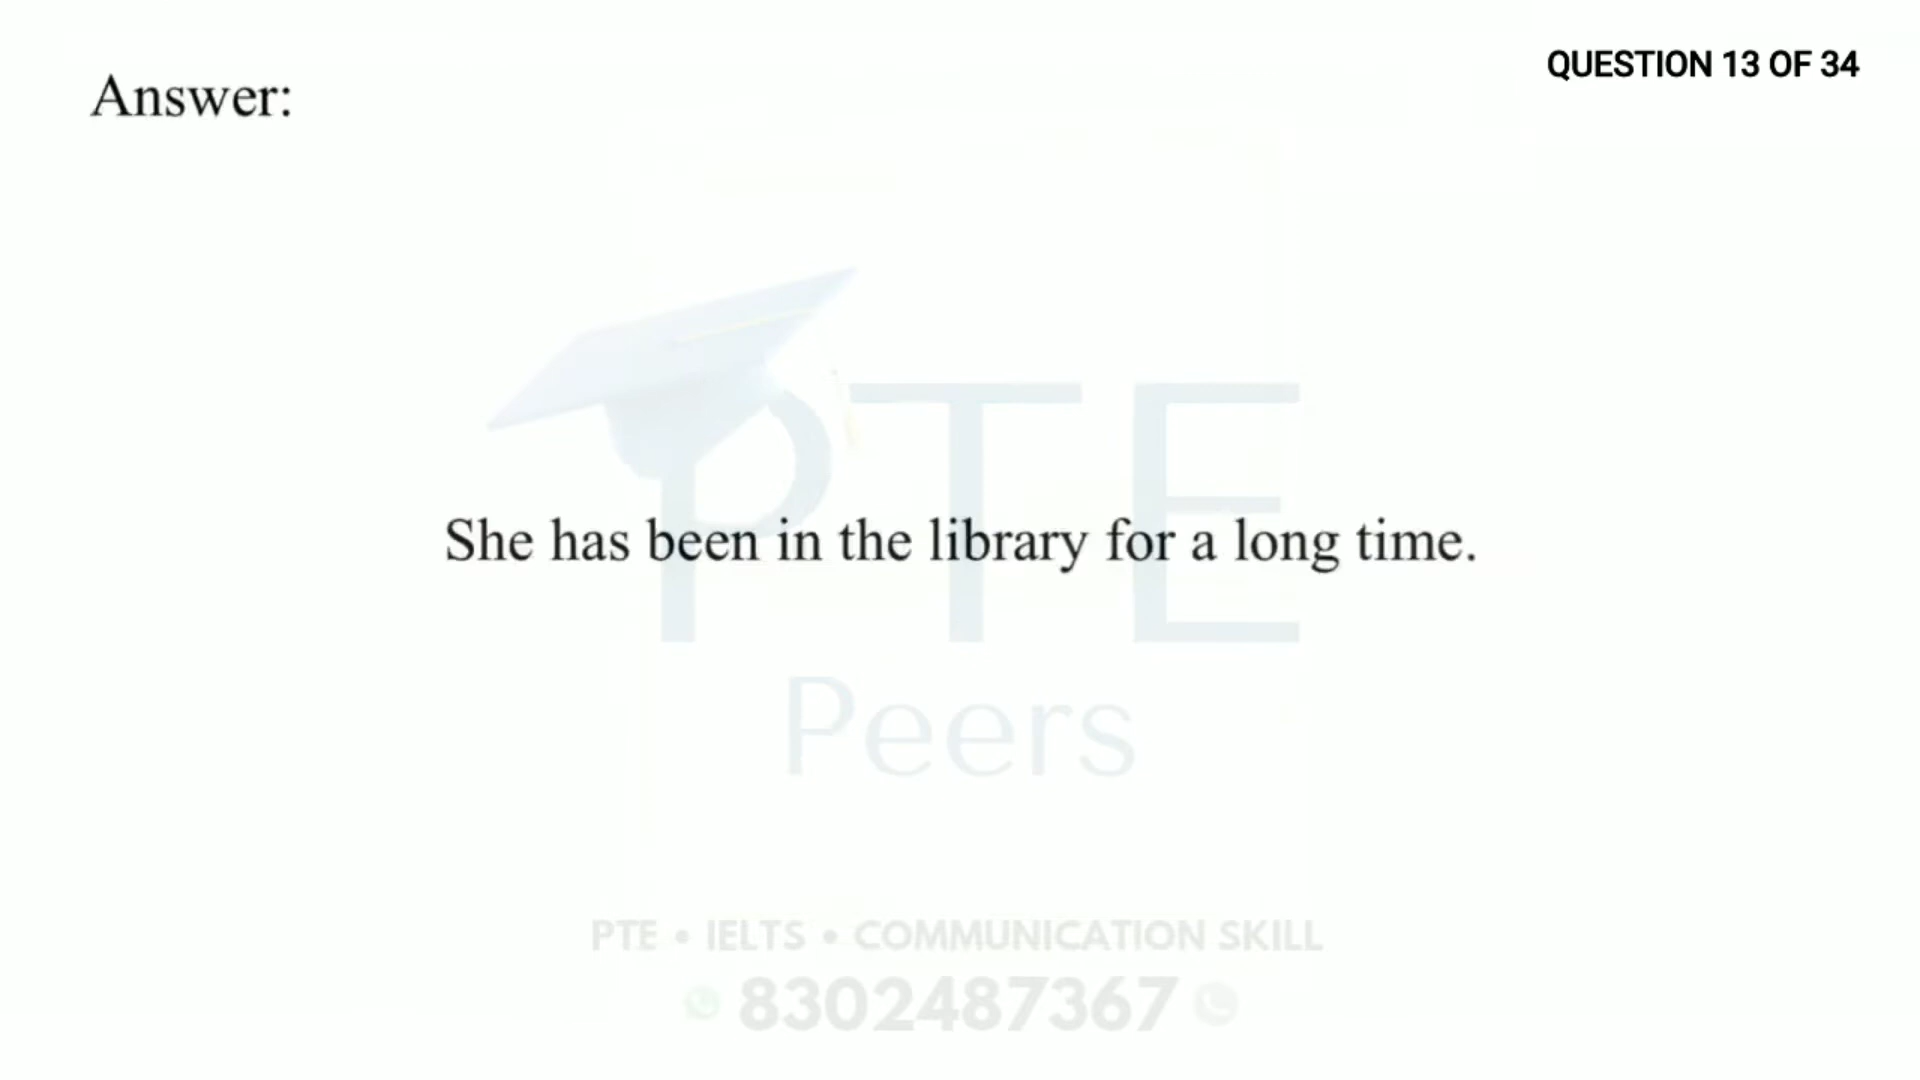 QUESTION 13 OF 34
Answer:
She has been in the library for a long time.
PTE
Peers
PTE • IELTS • COMMUNICATION SKILL
8302487367